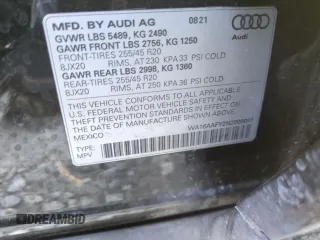 MFD. BY AUDI AG 08 21
GVWR LBS 5489, KG 2490
GAWR FRONT LBS 2756, KG 1250
FRONT-TIRES 255/45 R20
8JX20 RIMS, AT 230 KPA 33 PSI COLD
GAWR REAR LBS 2998, KG 1360
REAR-TIRES 255/45 R20
8JX20 RIMS, AT 250 KPA 36 PSI COLD
Audi
THIS VEHICLE CONFORMS TO ALL APPLICABLE
U.S. FEDERAL MOTOR VEHICLE SAFETY AND
THEFT PREVENTION STANDARDS IN EFFECT ON
THE DATE OF MANUFACTURE SHOWN ABOVE.
MEXICO
TYPE:
MPV
DREAMBID